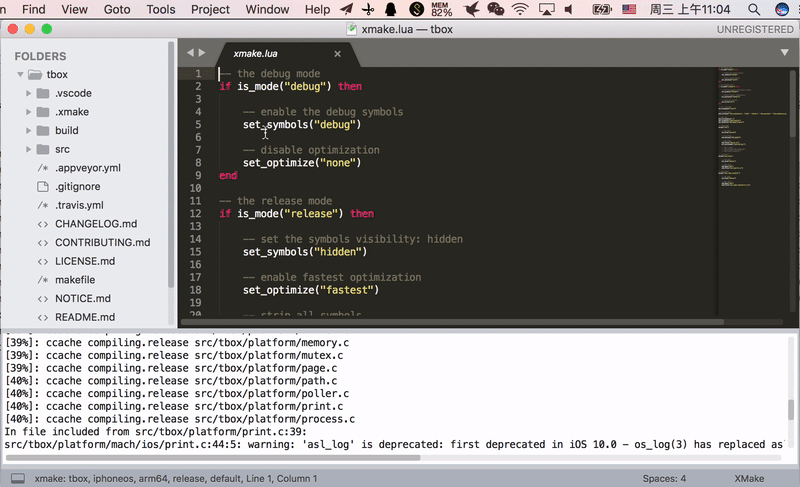 Find View Goto Tools Project Window Help MEM 82% 周三 上午11:04
xmake.lua — tbox UNREGISTERED
FOLDERS
tbox
.vscode
.xmake
build
src
/* .appveyor.yml
.gitignore
/* .travis.yml
<> CHANGELOG.md
<> CONTRIBUTING.md
<> LICENSE.md
/* makefile
<> NOTICE.md
<> README.md
xmake.lua ×
1 -- the debug mode
2 if is_mode("debug") then
3
4 -- enable the debug symbols
5 set_symbols("debug")
6
7 -- disable optimization
8 set_optimize("none")
9 end
10
11 -- the release mode
12 if is_mode("release") then
13
14 -- set the symbols visibility: hidden
15 set_symbols("hidden")
16
17 -- enable fastest optimization
18 set_optimize("fastest")
19
20 -- strip all symbols
[39%]: ccache compiling.release src/tbox/platform/memory.c
[39%]: ccache compiling.release src/tbox/platform/mutex.c
[39%]: ccache compiling.release src/tbox/platform/page.c
[40%]: ccache compiling.release src/tbox/platform/path.c
[40%]: ccache compiling.release src/tbox/platform/poller.c
[40%]: ccache compiling.release src/tbox/platform/print.c
[40%]: ccache compiling.release src/tbox/platform/process.c
In file included from src/tbox/platform/print.c:39:
src/tbox/platform/mach/ios/print.c:44:5: warning: 'asl_log' is deprecated: first deprecated in iOS 10.0 - os_log(3) has replaced as
xmake: tbox, iphoneos, arm64, release, default, Line 1, Column 1 Spaces: 4 XMake